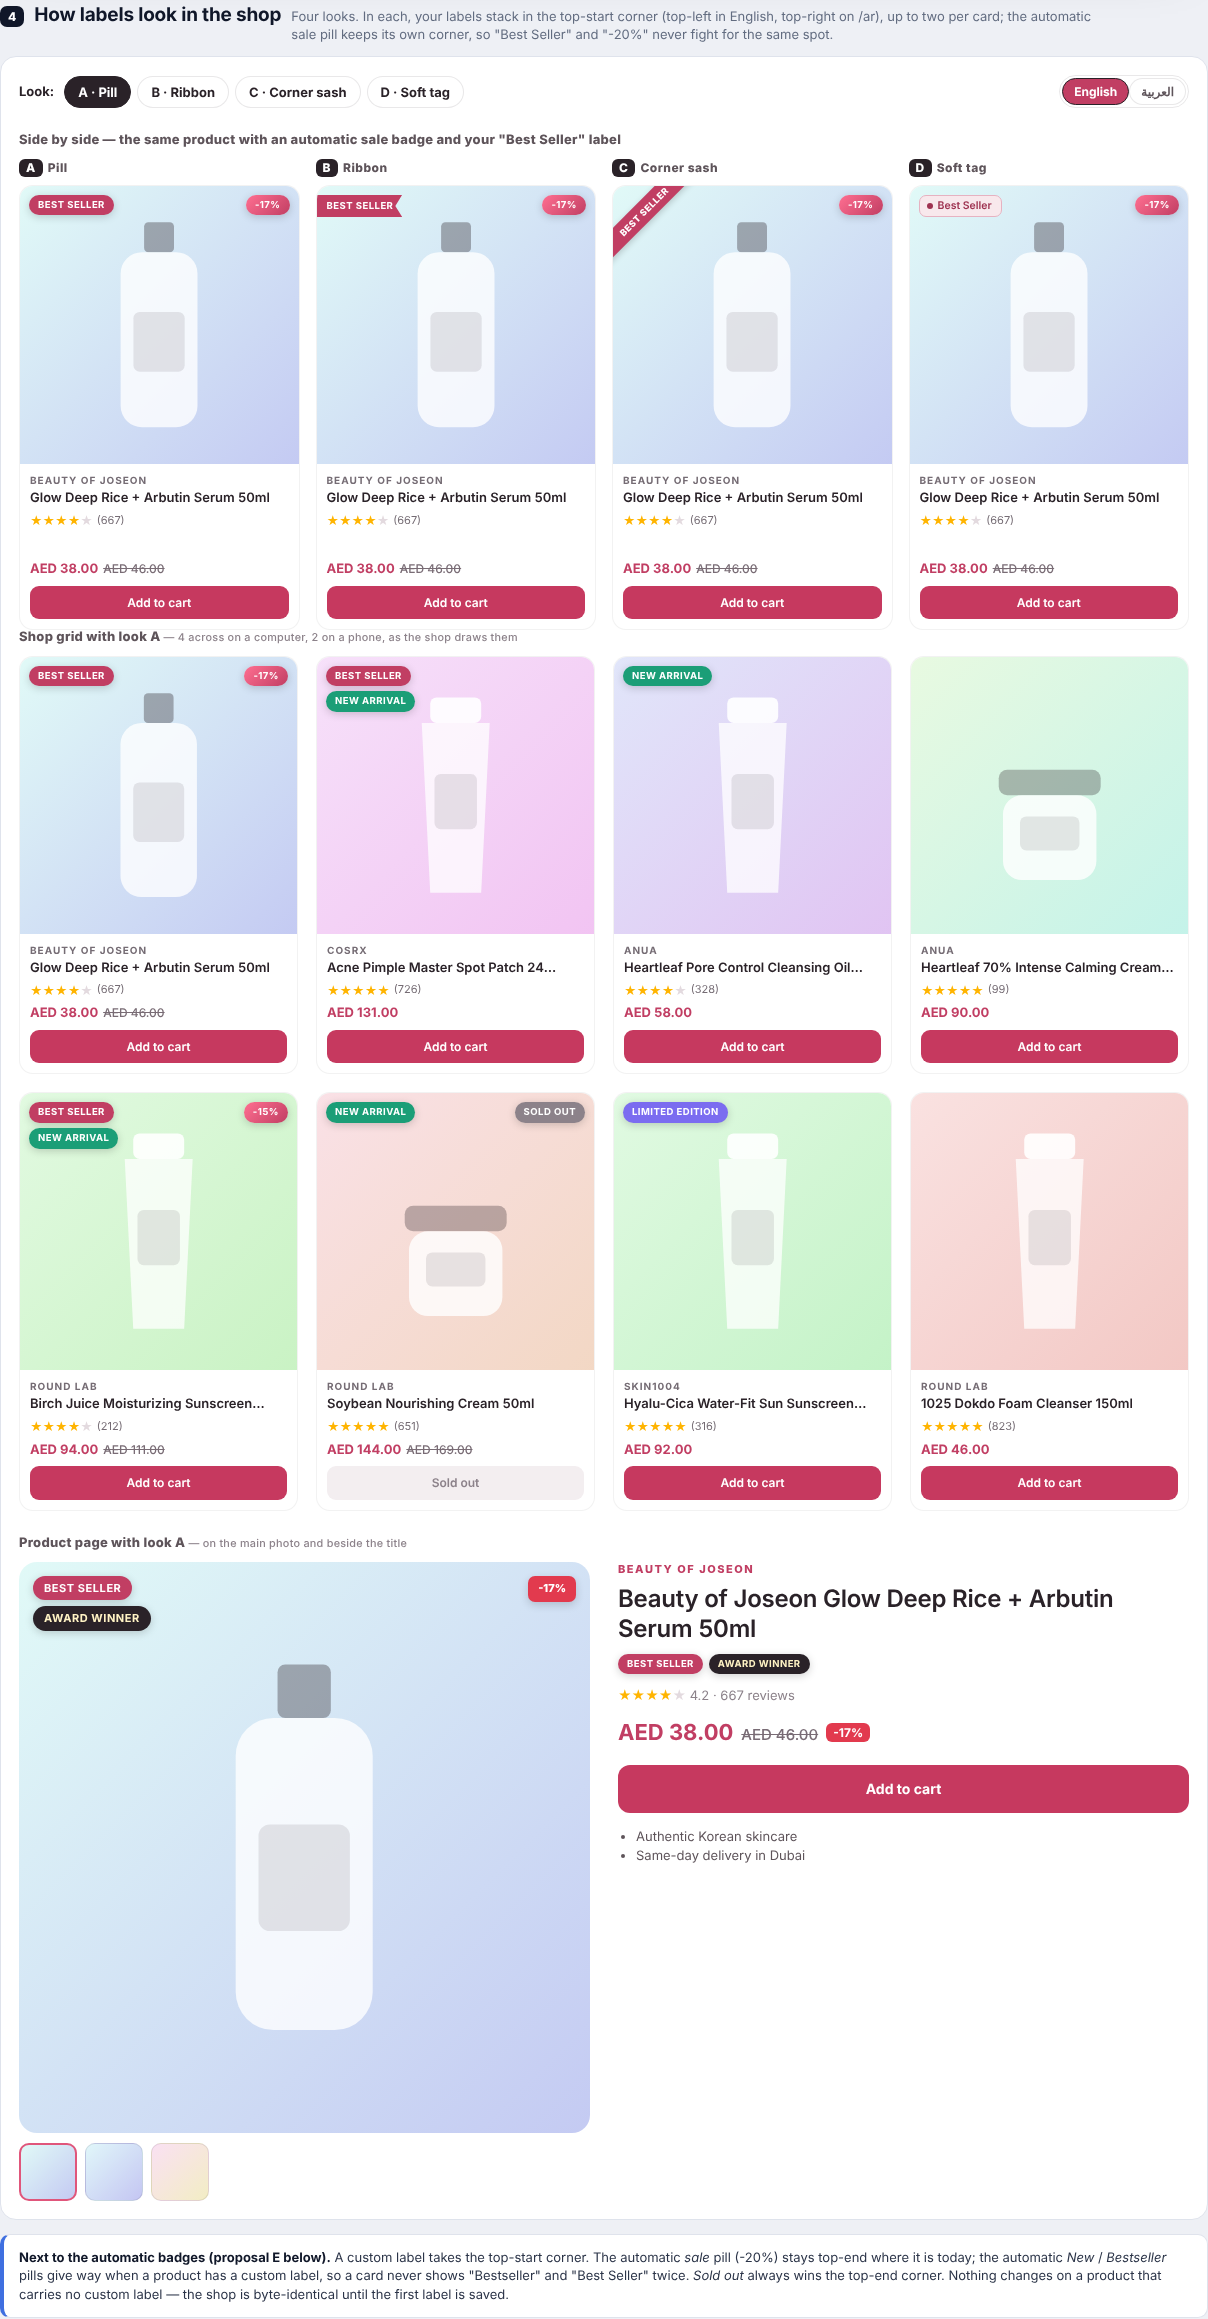 4 How labels look in the shop
Four looks. In each, your labels stack in the top-start corner (top-left in English, top-right on /ar), up to two per card; the automatic
sale pill keeps its own corner, so "Best Seller" and "-20%" never fight for the same spot.
Look: A · Pill B · Ribbon C · Corner sash D · Soft tag English العربية
Side by side — the same product with an automatic sale badge and your "Best Seller" label
A Pill B Ribbon C Corner sash D Soft tag
BEST SELLER -17% BEST SELLER -17% BEST SELLER -17% • Best Seller -17%
BEAUTY OF JOSEON BEAUTY OF JOSEON BEAUTY OF JOSEON BEAUTY OF JOSEON
Glow Deep Rice + Arbutin Serum 50ml Glow Deep Rice + Arbutin Serum 50ml Glow Deep Rice + Arbutin Serum 50ml Glow Deep Rice + Arbutin Serum 50ml
★★★★★ (667) ★★★★★ (667) ★★★★★ (667) ★★★★★ (667)
AED 38.00 AED 46.00 AED 38.00 AED 46.00 AED 38.00 AED 46.00 AED 38.00 AED 46.00
Add to cart Add to cart Add to cart Add to cart
Shop grid with look A — 4 across on a computer, 2 on a phone, as the shop draws them
BEST SELLER -17% BEST SELLER NEW ARRIVAL
NEW ARRIVAL
BEAUTY OF JOSEON COSRX ANUA ANUA
Glow Deep Rice + Arbutin Serum 50ml Acne Pimple Master Spot Patch 24... Heartleaf Pore Control Cleansing Oil... Heartleaf 70% Intense Calming Cream...
★★★★★ (667) ★★★★★ (726) ★★★★★ (328) ★★★★★ (99)
AED 38.00 AED 46.00 AED 131.00 AED 58.00 AED 90.00
Add to cart Add to cart Add to cart Add to cart
BEST SELLER -15% NEW ARRIVAL SOLD OUT LIMITED EDITION
NEW ARRIVAL
ROUND LAB ROUND LAB SKIN1004 ROUND LAB
Birch Juice Moisturizing Sunscreen... Soybean Nourishing Cream 50ml Hyalu-Cica Water-Fit Sun Sunscreen... 1025 Dokdo Foam Cleanser 150ml
★★★★★ (212) ★★★★★ (651) ★★★★★ (316) ★★★★★ (823)
AED 94.00 AED 111.00 AED 144.00 AED 169.00 AED 92.00 AED 46.00
Add to cart Sold out Add to cart Add to cart
Product page with look A — on the main photo and beside the title
BEST SELLER -17%
AWARD WINNER
BEAUTY OF JOSEON
Beauty of Joseon Glow Deep Rice + Arbutin
Serum 50ml
BEST SELLER AWARD WINNER
★★★★★ 4.2 · 667 reviews
AED 38.00 AED 46.00 -17%
Add to cart
• Authentic Korean skincare
• Same-day delivery in Dubai
Next to the automatic badges (proposal E below). A custom label takes the top-start corner. The automatic sale pill (-20%) stays top-end where it is today; the automatic New / Bestseller
pills give way when a product has a custom label, so a card never shows "Bestseller" and "Best Seller" twice. Sold out always wins the top-end corner. Nothing changes on a product that
carries no custom label — the shop is byte-identical until the first label is saved.